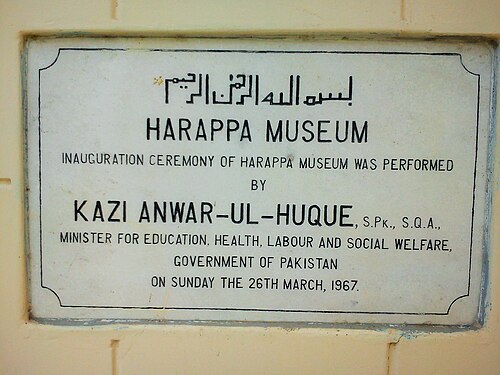 بسم الله الرحمن الرحيم
HARAPPA MUSEUM
INAUGURATION CEREMONY OF HARAPPA MUSEUM WAS PERFORMED
BY
KAZI ANWAR-UL-HUQUE, S.PK., S.Q.A.,
MINISTER FOR EDUCATION. HEALTH, LABOUR AND SOCIAL WELFARE,
GOVERNMENT OF PAKISTAN
ON SUNDAY THE 26TH MARCH, 1967.